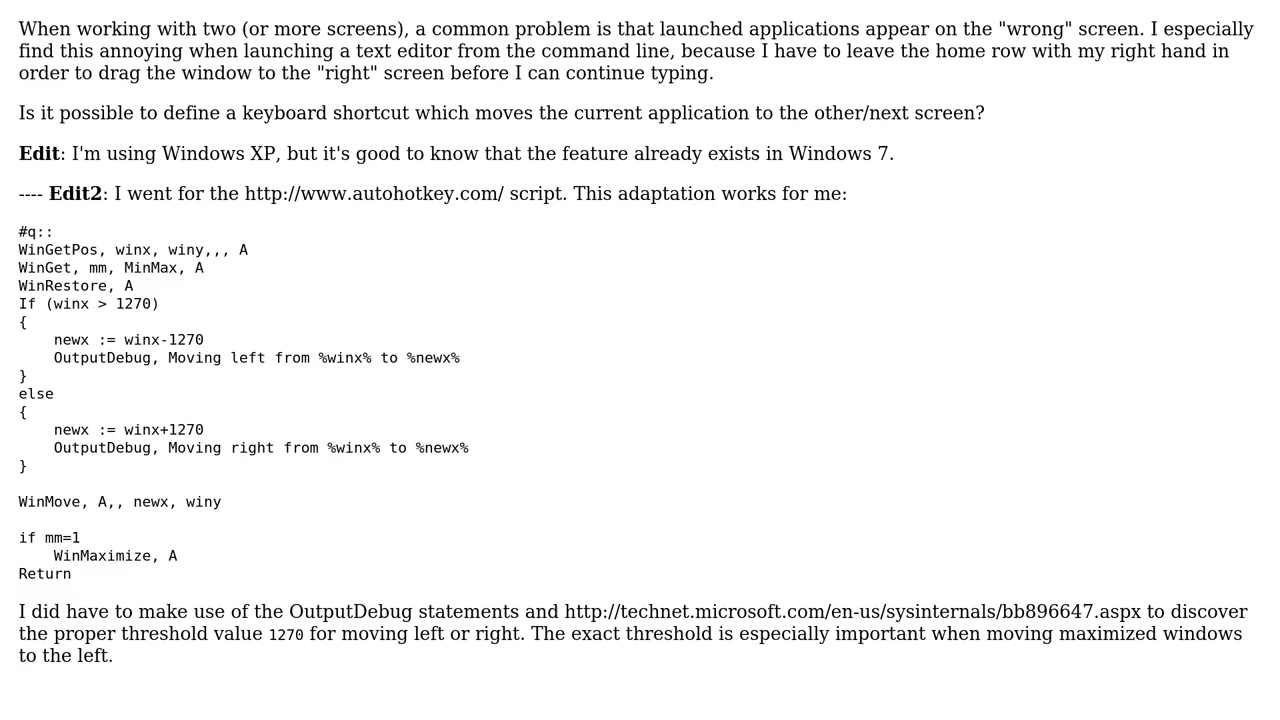 When working with two (or more screens), a common problem is that launched applications appear on the "wrong" screen. I especially
find this annoying when launching a text editor from the command line, because I have to leave the home row with my right hand in
order to drag the window to the "right" screen before I can continue typing.
Is it possible to define a keyboard shortcut which moves the current application to the other/next screen?
Edit: I'm using Windows XP, but it's good to know that the feature already exists in Windows 7.
---- Edit2: I went for the http://www.autohotkey.com/ script. This adaptation works for me:
#q::
WinGetPos, winx, winy,,, A
WinGet, mm, MinMax, A
WinRestore, A
If (winx > 1270)
{
    newx := winx-1270
    OutputDebug, Moving left from %winx% to %newx%
}
else
{
    newx := winx+1270
    OutputDebug, Moving right from %winx% to %newx%
}
WinMove, A,, newx, winy
if mm=1
    WinMaximize, A
Return
I did have to make use of the OutputDebug statements and http://technet.microsoft.com/en-us/sysinternals/bb896647.aspx to discover
the proper threshold value 1270 for moving left or right. The exact threshold is especially important when moving maximized windows
to the left.